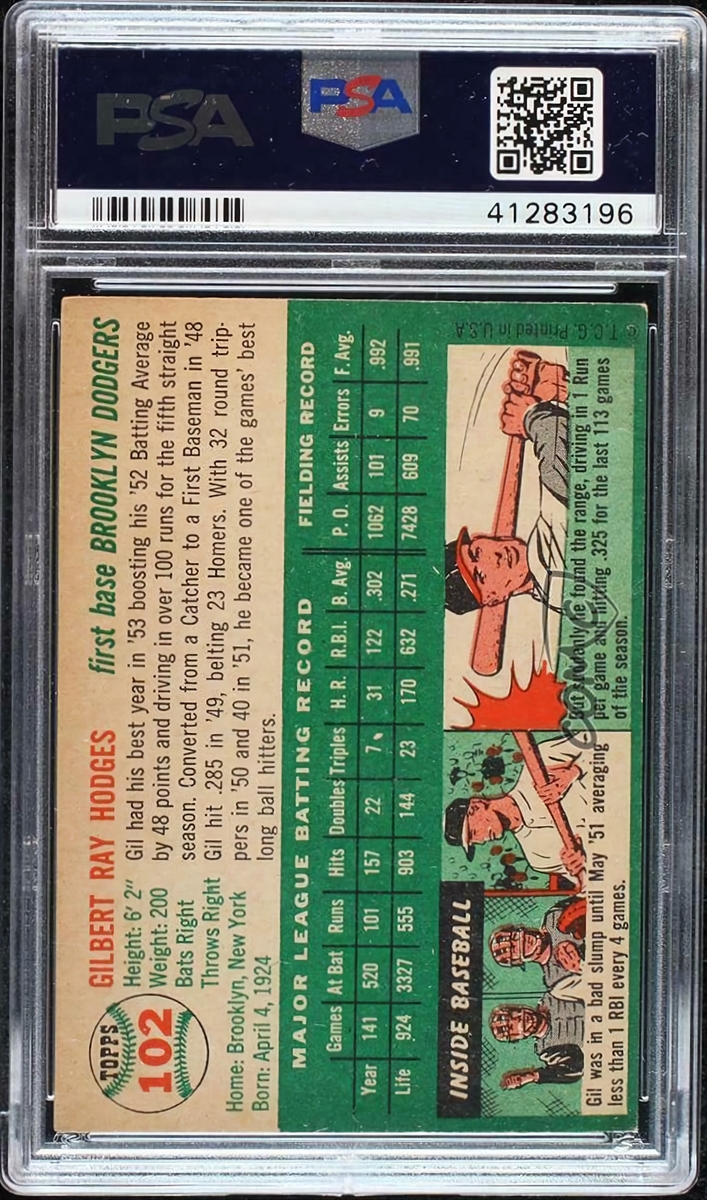 PSA
PSA
41283196
TOPPS
102
GILBERT RAY HODGES first base BROOKLYN DODGERS
Height: 6' 2"
Weight: 200
Bats Right
Throws Right
Home: Brooklyn, New York
Born: April 4, 1924
Gil had his best year in '53 boosting his '52 Batting Average
by 48 points and driving in over 100 runs for the fifth straight
season. Converted from a Catcher to a First Baseman in '48
Gil hit .285 in '49, belting 23 Homers. With 32 round trip-
pers in '50 and 40 in '51, he became one of the games' best
long ball hitters.
MAJOR LEAGUE BATTING RECORD FIELDING RECORD
Games At Bat Runs Hits Doubles Triples H. R. R.B.I. B. Avg. P. O. Assists Errors F. Avg.
Year 141 520 101 157 22 7 31 122 .302 1062 101 9 .992
Life 924 3327 555 903 144 23 170 632 .271 7428 609 70 .991
INSIDE BASEBALL
Gil was in a bad slump until May '51 averaging
less than 1 RBI every 4 games.
but suddenly he found the range, driving in 1 Run
per game and hitting .325 for the last 113 games
of the season.
© T.C.G. Printed in U.S.A.
COMC